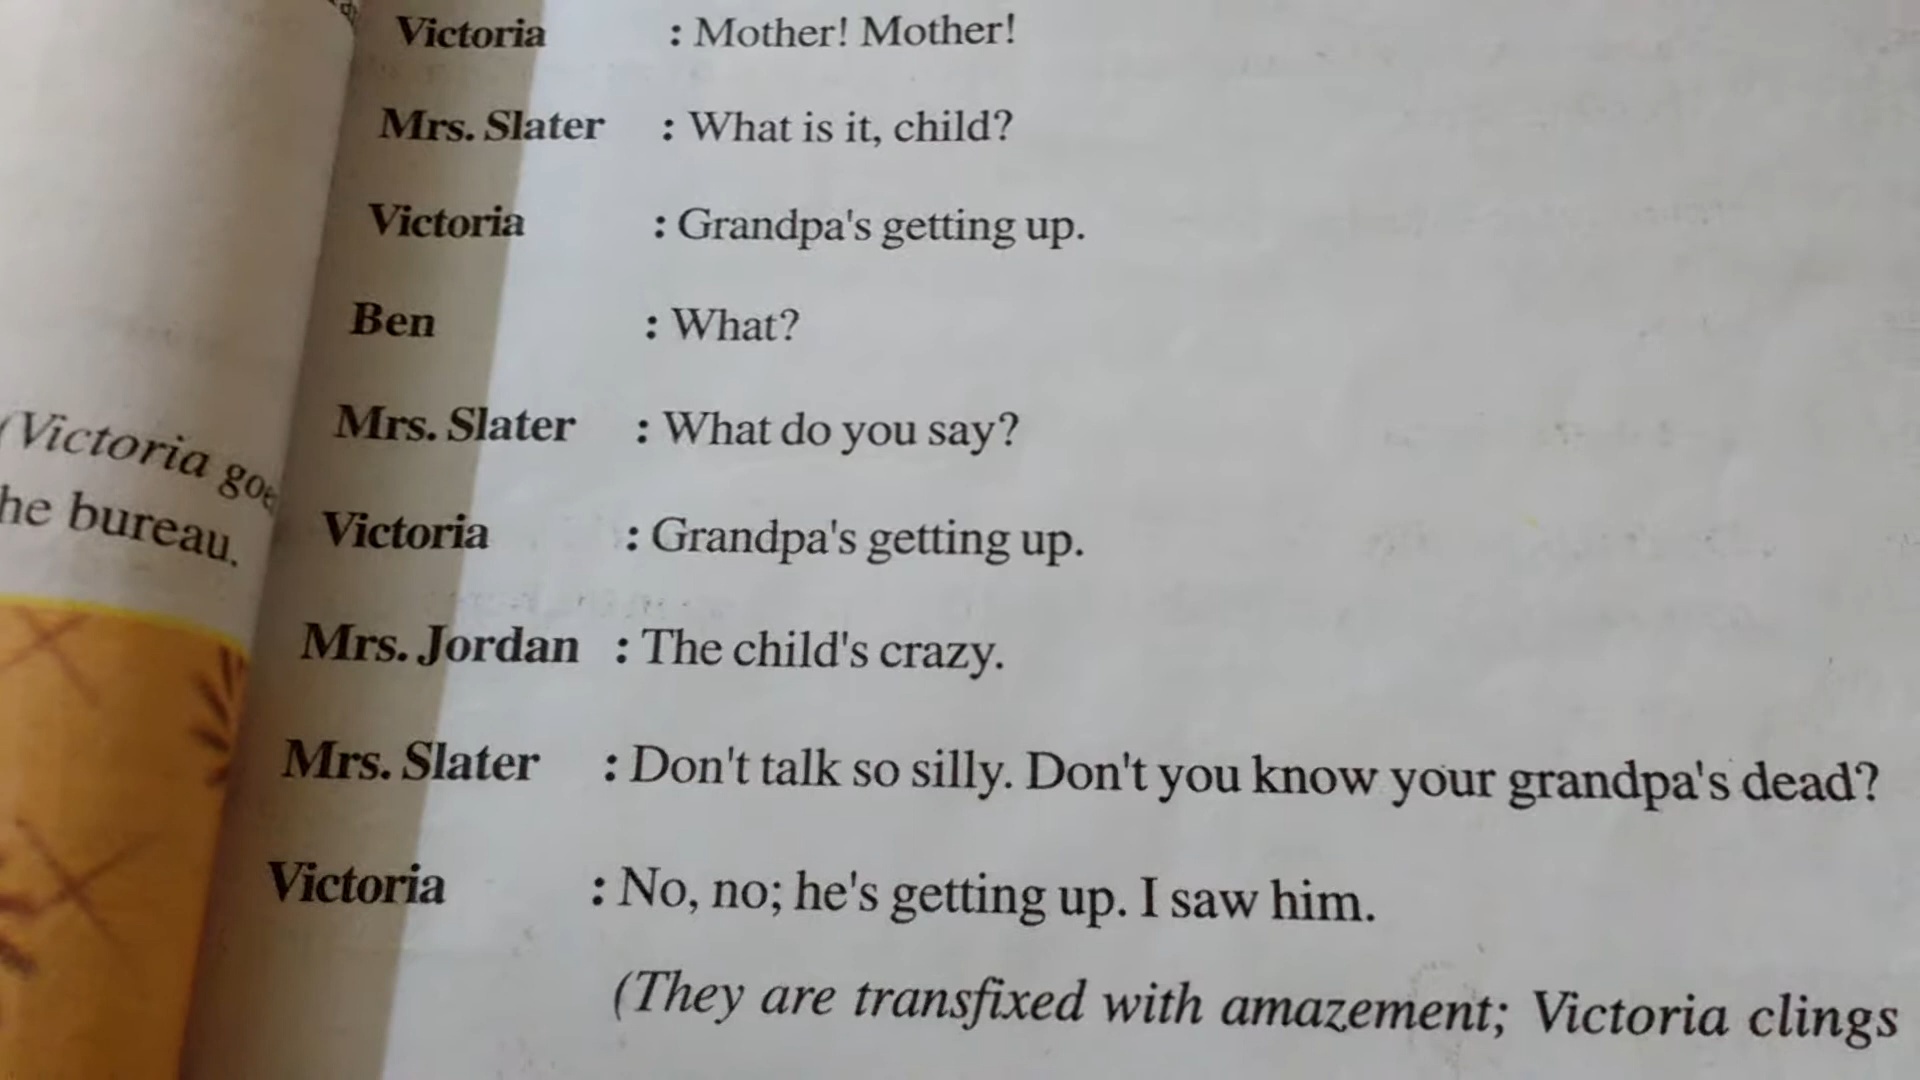 Victoria : Mother! Mother!
Mrs. Slater : What is it, child?
Victoria : Grandpa's getting up.
Ben : What?
Mrs. Slater : What do you say?
Victoria : Grandpa's getting up.
Mrs. Jordan : The child's crazy.
Mrs. Slater : Don't talk so silly. Don't you know your grandpa's dead?
Victoria : No, no; he's getting up. I saw him.
(They are transfixed with amazement; Victoria clings
(Victoria
bureau.